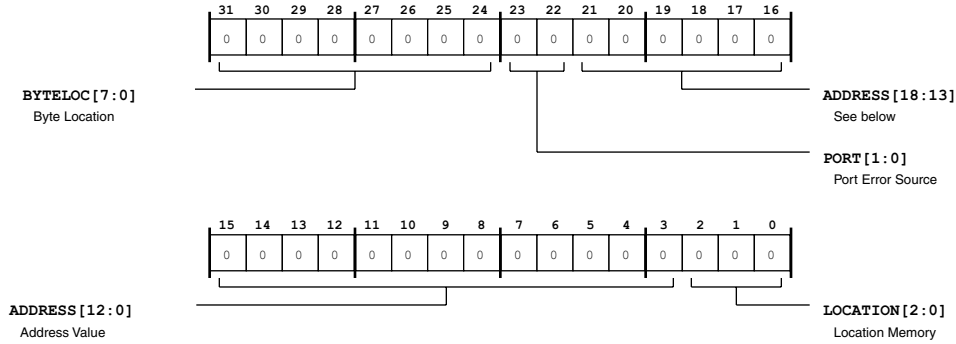 31 30 29 28 27 26 25 24 23 22 21 20 19 18 17 16
0 0 0 0 0 0 0 0 0 0 0 0 0 0 0 0
BYTELOC[7:0]
Byte Location
ADDRESS[18:13]
See below
PORT[1:0]
Port Error Source
15 14 13 12 11 10 9 8 7 6 5 4 3 2 1 0
0 0 0 0 0 0 0 0 0 0 0 0 0 0 0 0
ADDRESS[12:0]
Address Value
LOCATION[2:0]
Location Memory